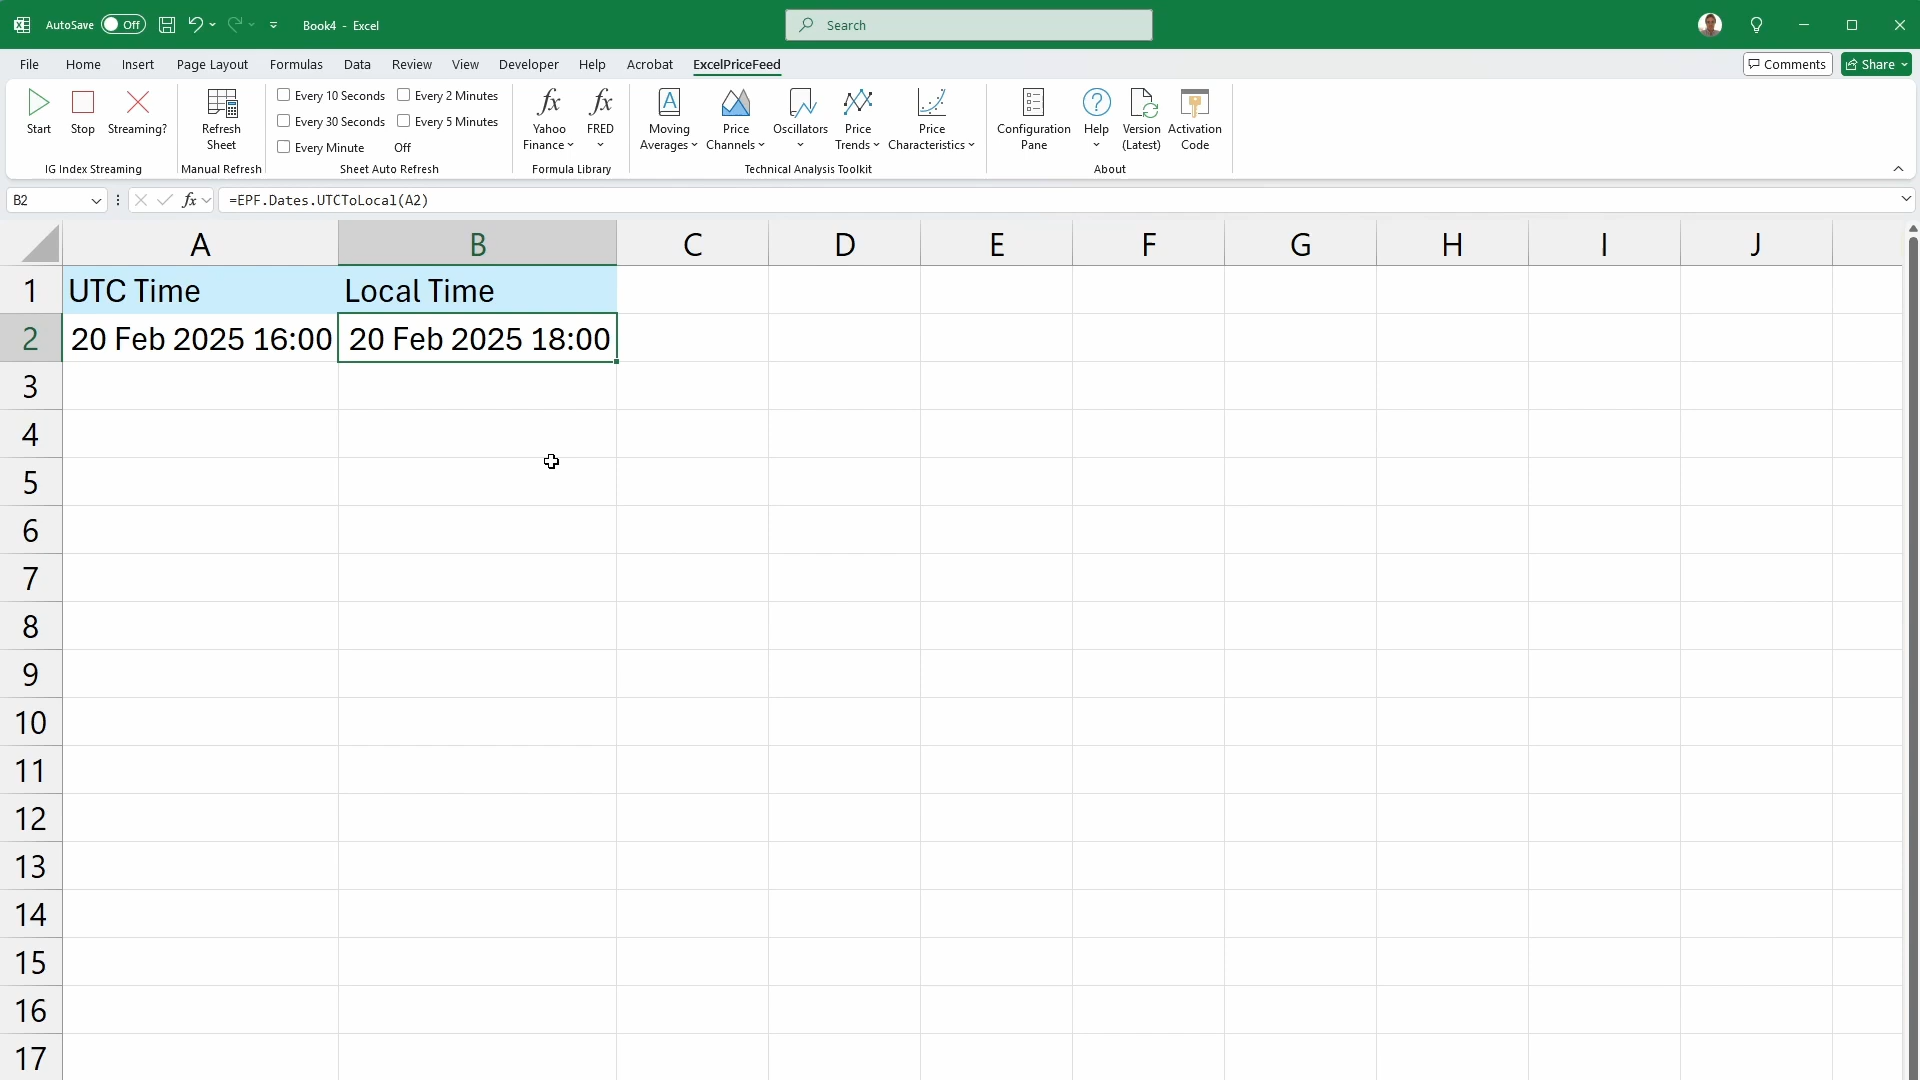 AutoSave Off Book4 - Excel Search
File Home Insert Page Layout Formulas Data Review View Developer Help Acrobat ExcelPriceFeed Comments Share
Start Stop Streaming?
IG Index Streaming
Refresh
Sheet
Manual Refresh
Every 10 Seconds Every 2 Minutes
Every 30 Seconds Every 5 Minutes
Every Minute Off
Sheet Auto Refresh
fx fx
Yahoo
Finance
FRED
Formula Library
A
Moving
Averages
Price
Channels
Oscillators
Price
Trends
Price
Characteristics
Technical Analysis Toolkit
Configuration
Pane
?
Help
Version
(Latest)
Activation
Code
About
B2 fx =EPF.Dates.UTCToLocal(A2)
A B C D E F G H I J
1 UTC Time Local Time
2 20 Feb 2025 16:00 20 Feb 2025 18:00
3
4
5
6
7
8
9
10
11
12
13
14
15
16
17